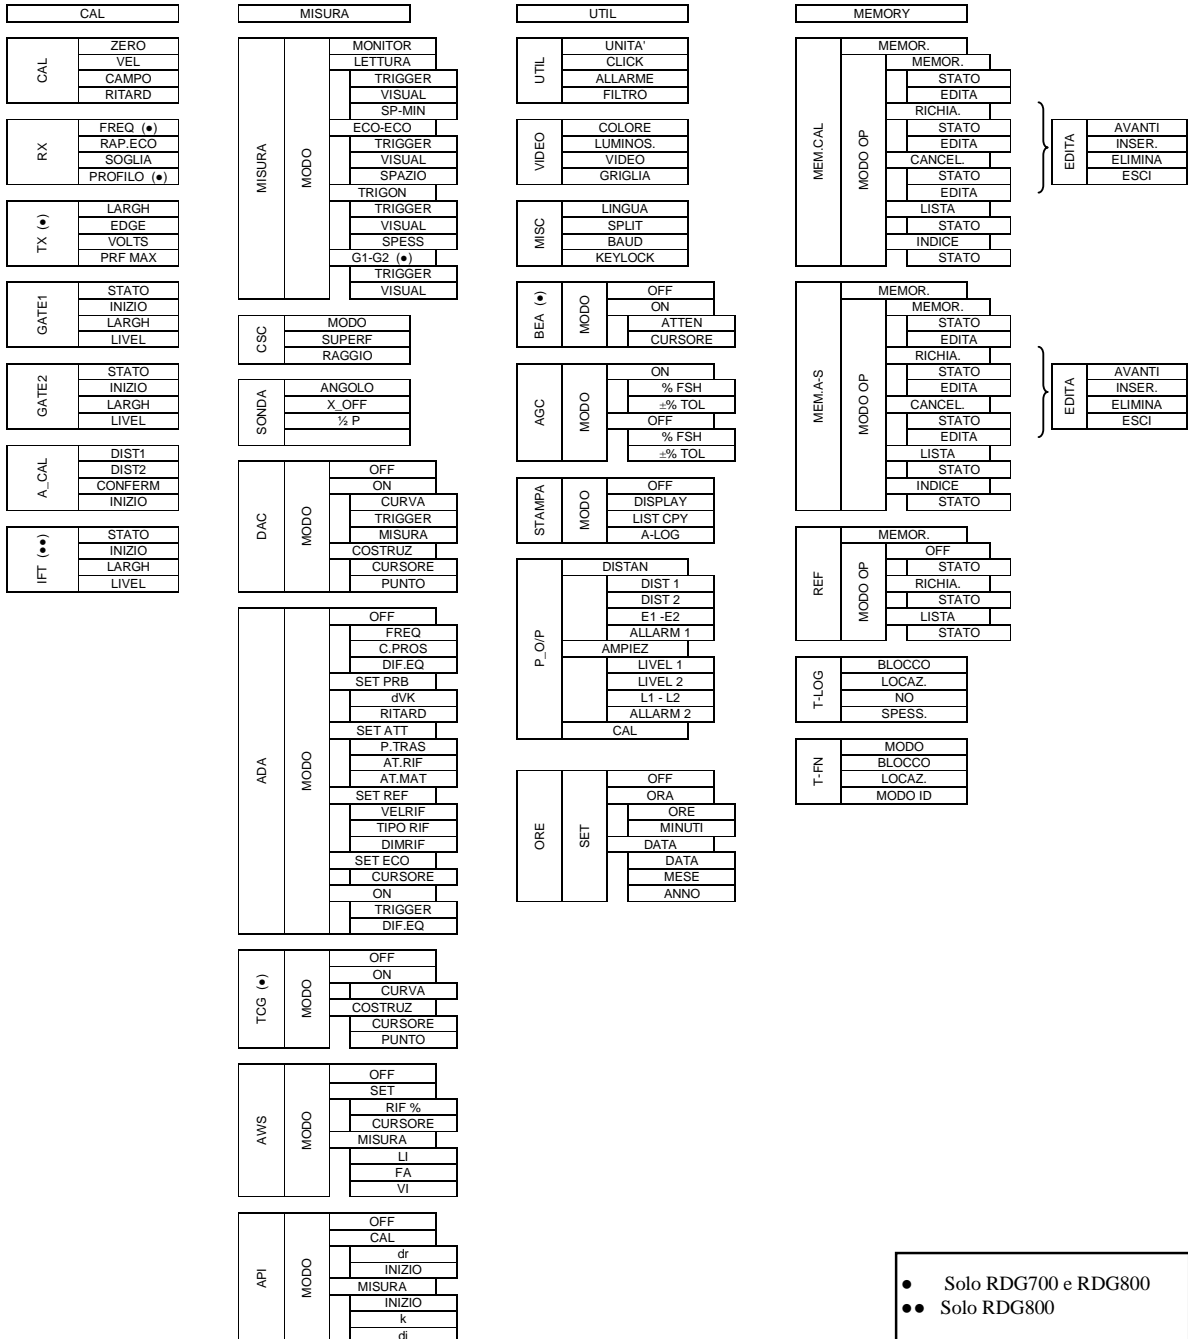 CAL
CAL
ZERO
VEL
CAMPO
RITARD
RX
FREQ (●)
RAP.ECO
SOGLIA
PROFILO (●)
TX (●)
LARGH
EDGE
VOLTS
PRF MAX
GATE1
STATO
INIZIO
LARGH
LIVEL
GATE2
STATO
INIZIO
LARGH
LIVEL
A_CAL
DIST1
DIST2
CONFERM
INIZIO
IFT (●●)
STATO
INIZIO
LARGH
LIVEL
MISURA
MISURA
MODO
MONITOR
LETTURA
TRIGGER
VISUAL
SP-MIN
ECO-ECO
TRIGGER
VISUAL
SPAZIO
TRIGON
TRIGGER
VISUAL
SPESS
G1-G2 (●)
TRIGGER
VISUAL
CSC
MODO
SUPERF
RAGGIO
SONDA
ANGOLO
X_OFF
½ P
DAC
MODO
OFF
ON
CURVA
TRIGGER
MISURA
COSTRUZ
CURSORE
PUNTO
ADA
MODO
OFF
FREQ
C.PROS
DIF.EQ
SET PRB
dVK
RITARD
SET ATT
P.TRAS
AT.RIF
AT.MAT
SET REF
VELRIF
TIPO RIF
DIMRIF
SET ECO
CURSORE
ON
TRIGGER
DIF.EQ
TCG (●)
MODO
OFF
ON
CURVA
COSTRUZ
CURSORE
PUNTO
AWS
MODO
OFF
SET
RIF %
CURSORE
MISURA
LI
FA
VI
API
MODO
OFF
CAL
dr
INIZIO
MISURA
INIZIO
k
di
UTIL
UTIL
UNITA'
CLICK
ALLARME
FILTRO
VIDEO
COLORE
LUMINOS.
VIDEO
GRIGLIA
MISC
LINGUA
SPLIT
BAUD
KEYLOCK
BEA (●)
MODO
OFF
ON
ATTEN
CURSORE
AGC
MODO
ON
% FSH
±% TOL
OFF
% FSH
±% TOL
STAMPA
MODO
OFF
DISPLAY
LIST CPY
A-LOG
P_O/P
DISTAN
DIST 1
DIST 2
E1 -E2
ALLARM 1
AMPIEZ
LIVEL 1
LIVEL 2
L1 - L2
ALLARM 2
CAL
ORE
SET
OFF
ORA
ORE
MINUTI
DATA
DATA
MESE
ANNO
MEMORY
MEM.CAL
MODO OP
MEMOR.
MEMOR.
STATO
EDITA
RICHIA.
STATO
EDITA
CANCEL.
STATO
EDITA
LISTA
STATO
INDICE
STATO
EDITA
AVANTI
INSER.
ELIMINA
ESCI
MEM.A-S
MODO OP
MEMOR.
MEMOR.
STATO
EDITA
RICHIA.
STATO
EDITA
CANCEL.
STATO
EDITA
LISTA
STATO
INDICE
STATO
EDITA
AVANTI
INSER.
ELIMINA
ESCI
REF
MODO OP
MEMOR.
OFF
STATO
RICHIA.
STATO
LISTA
STATO
T-LOG
BLOCCO
LOCAZ.
NO
SPESS.
T-FN
MODO
BLOCCO
LOCAZ.
MODO ID
● Solo RDG700 e RDG800
●● Solo RDG800